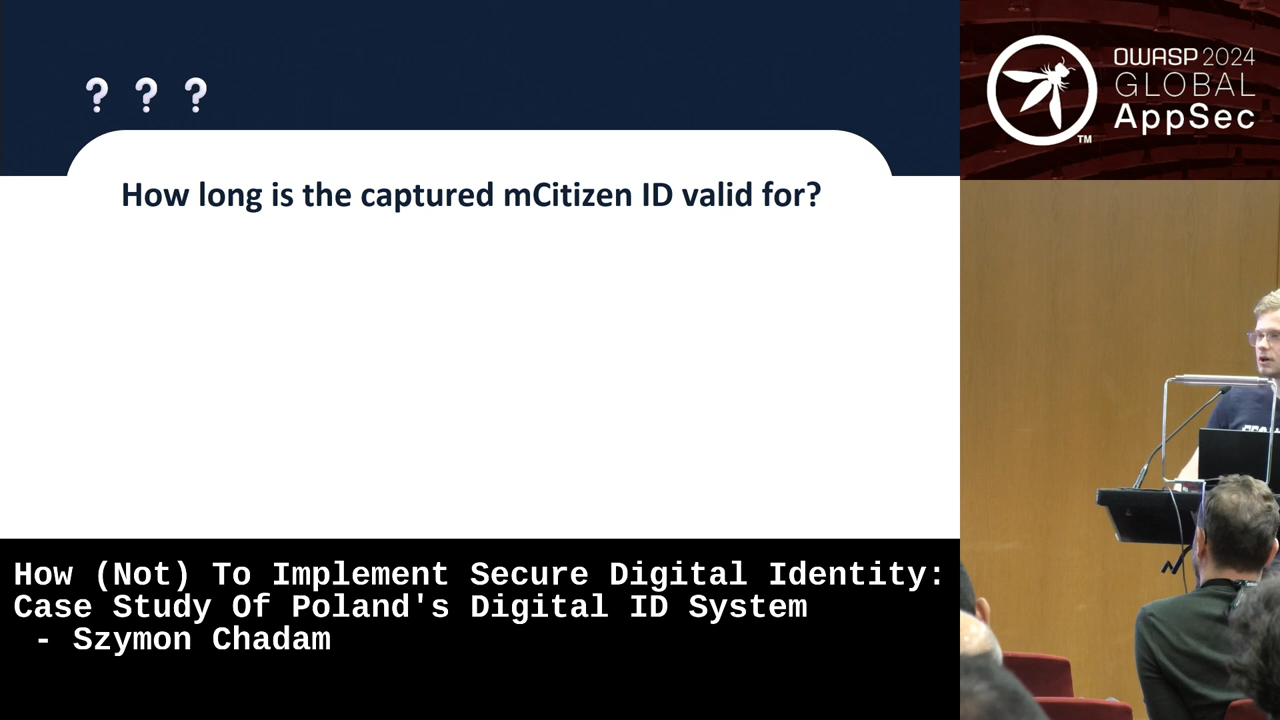 ? ? ?
How long is the captured mCitizen ID valid for?
OWASP 2024
GLOBAL
AppSec
TM
How (Not) To Implement Secure Digital Identity:
Case Study Of Poland's Digital ID System
- Szymon Chadam